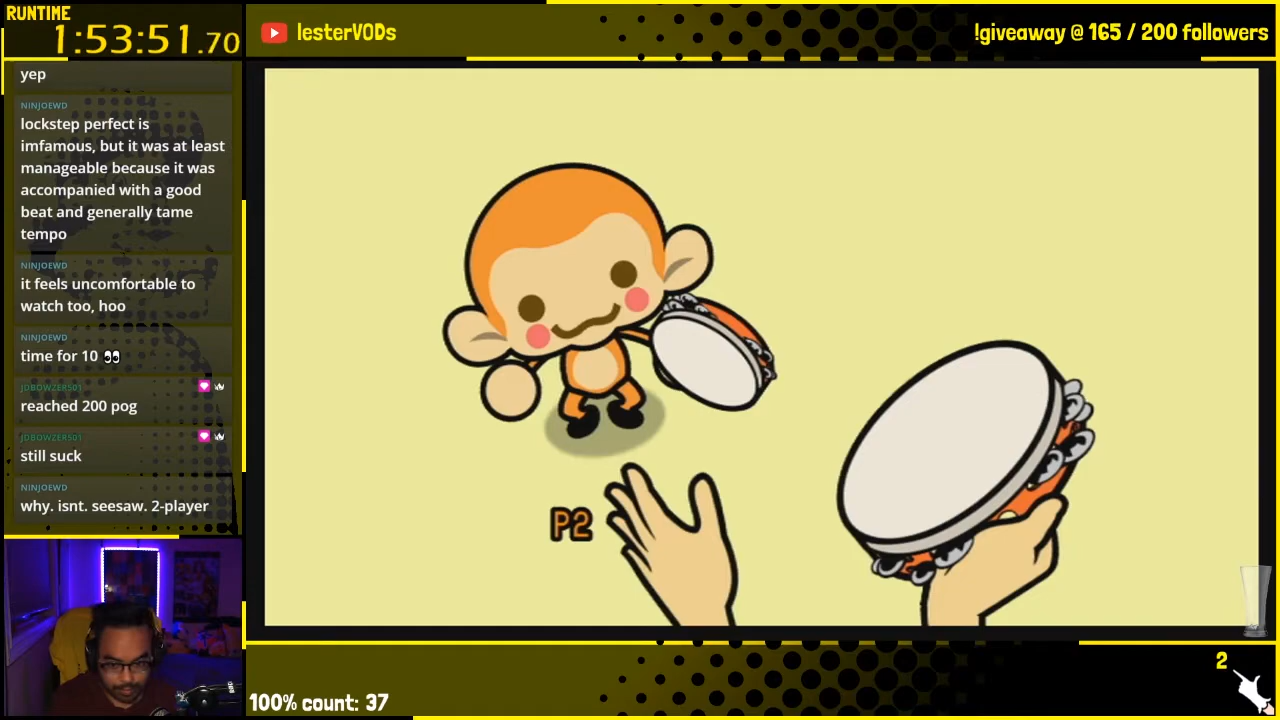 RUNTIME
1:53:51.70
lesterVODs
!giveaway @ 165 / 200 followers
yep
NINJOEWD
lockstep perfect is
imfamous, but it was at least
manageable because it was
accompanied with a good
beat and generally tame
tempo
NINJOEWD
it feels uncomfortable to
watch too, hoo
NINJOEWD
time for 10 👀
JDBOWZER501
reached 200 pog
JDBOWZER501
still suck
NINJOEWD
why. isnt. seesaw. 2-player
P2
100% count: 37
2